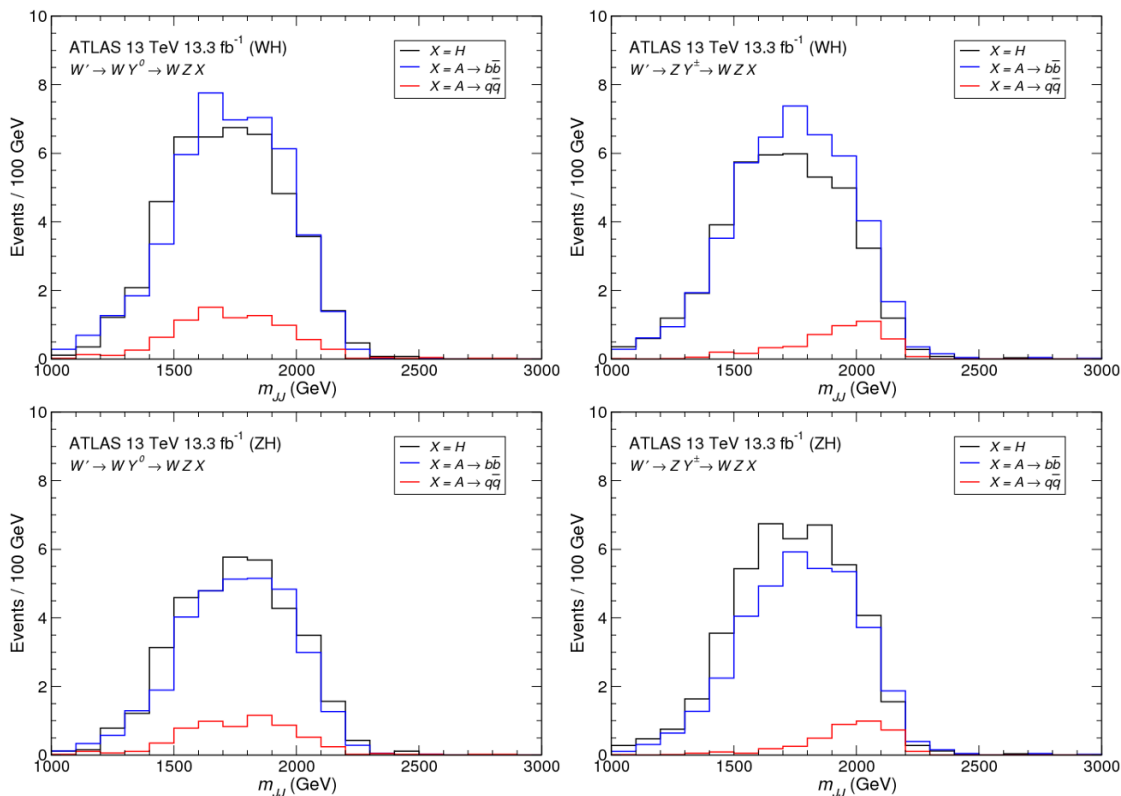 10
8
6
4
2
0
Events / 100 GeV
ATLAS 13 TeV 13.3 fb⁻¹ (WH)
W′ → W Y⁰ → W Z X
X = H
X = A → bb̅
X = A → qq̅
1000 1500 2000 2500 3000
m_JJ (GeV)
10
8
6
4
2
0
Events / 100 GeV
ATLAS 13 TeV 13.3 fb⁻¹ (WH)
W′ → Z Y± → W Z X
X = H
X = A → bb̅
X = A → qq̅
1000 1500 2000 2500 3000
m_JJ (GeV)
10
8
6
4
2
0
Events / 100 GeV
ATLAS 13 TeV 13.3 fb⁻¹ (ZH)
W′ → W Y⁰ → W Z X
X = H
X = A → bb̅
X = A → qq̅
1000 1500 2000 2500 3000
m_JJ (GeV)
10
8
6
4
2
0
Events / 100 GeV
ATLAS 13 TeV 13.3 fb⁻¹ (ZH)
W′ → Z Y± → W Z X
X = H
X = A → bb̅
X = A → qq̅
1000 1500 2000 2500 3000
m_JJ (GeV)